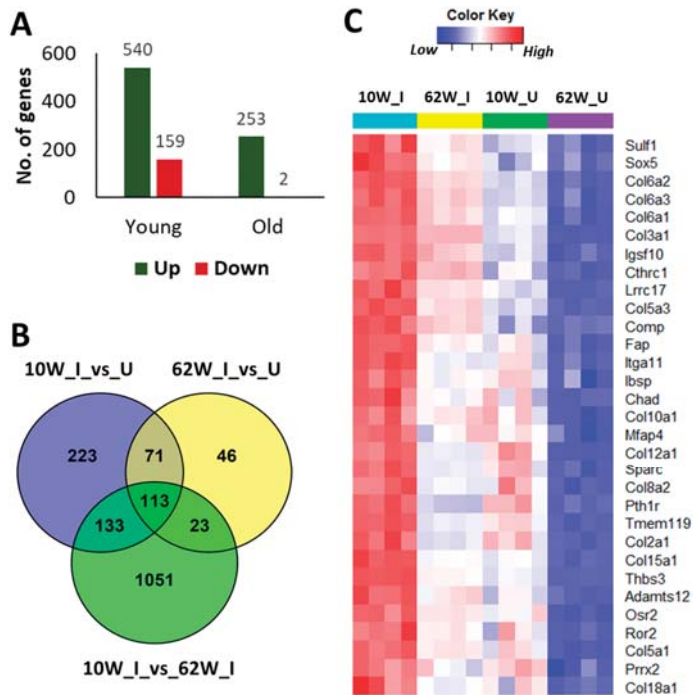 A
No. of genes
600
400
200
0
540
159
253
2
Young
Old
Up
Down
B
10W_I_vs_U
62W_I_vs_U
223
71
46
113
133
23
1051
10W_I_vs_62W_I
C
Color Key
Low
High
10W_I
62W_I
10W_U
62W_U
Sulf1
Sox5
Col6a2
Col6a3
Col6a1
Col3a1
Igsf10
Cthrc1
Lrrc17
Col5a3
Comp
Fap
Itga11
Ibsp
Chad
Col10a1
Mfap4
Col12a1
Sparc
Col8a2
Pth1r
Tmem119
Col2a1
Col15a1
Thbs3
Adamts12
Osr2
Ror2
Col5a1
Prrx2
Col18a1